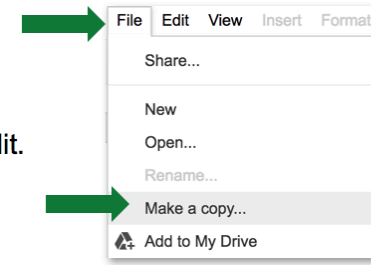 File Edit View Insert Format
Share...
New
Open...
lit.
Rename...
Make a copy...
Add to My Drive